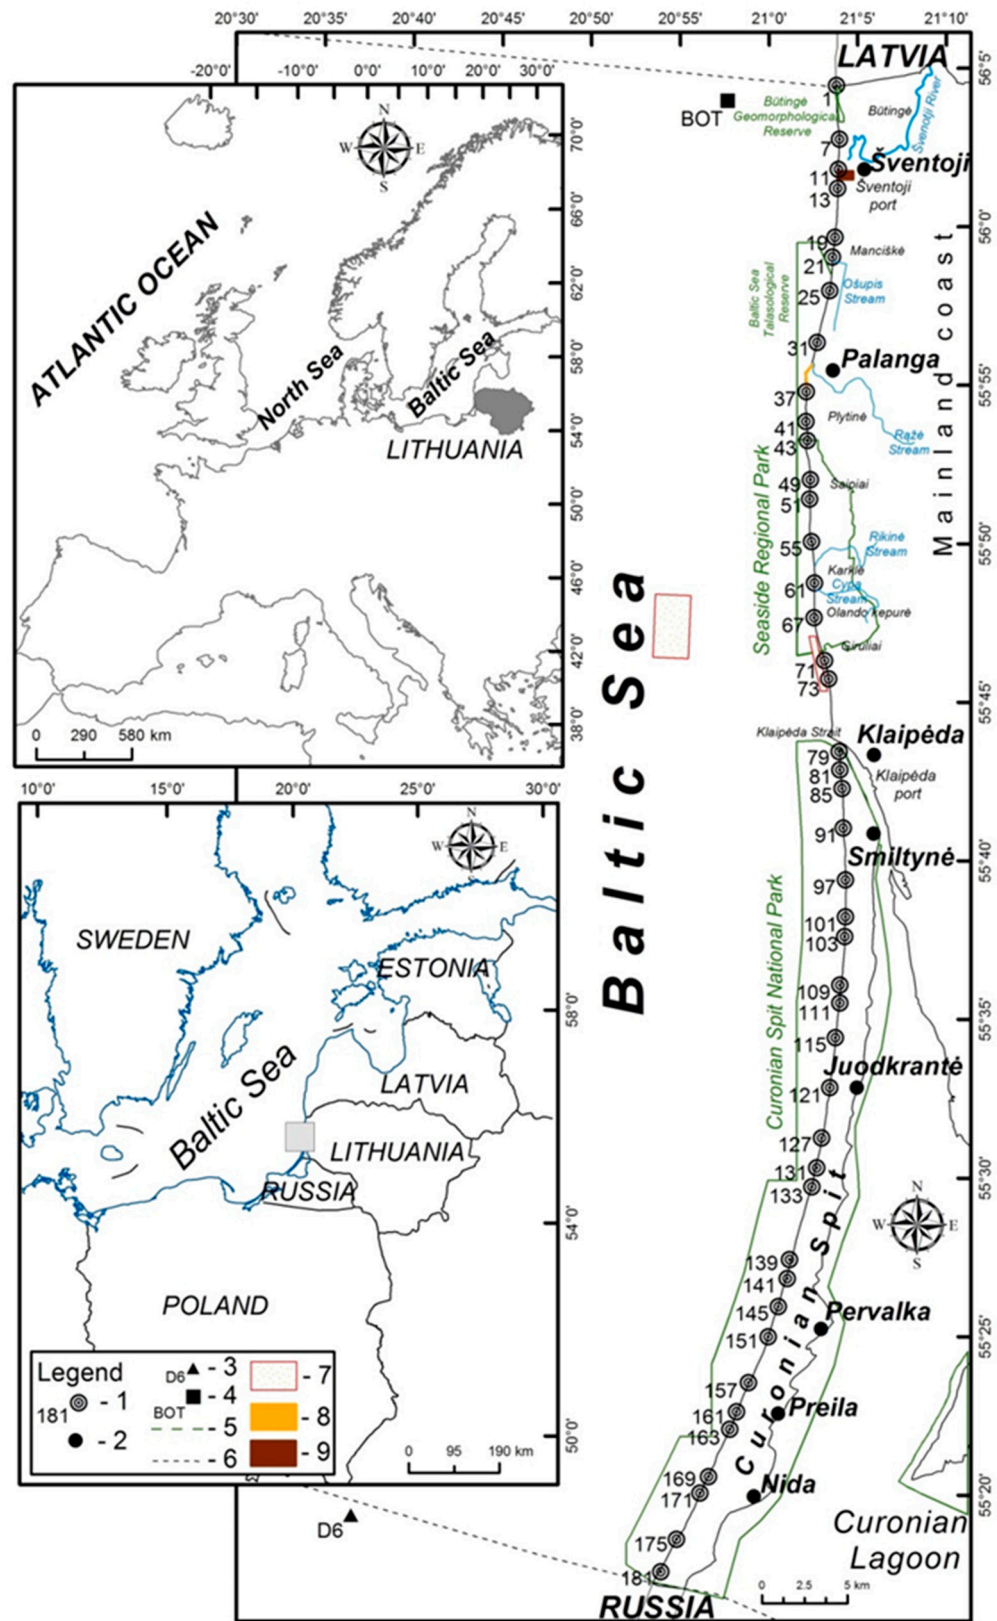 20°30' 20°35' 20°40' 20°45' 20°50' 20°55' 21°0' 21°5' 21°10'
-20°0' -10°0' 0°0' 10°0' 20°0' 30°0'
N
W E
S
70°0'
66°0'
62°0'
58°0'
54°0'
50°0'
46°0'
42°0'
38°0'
ATLANTIC OCEAN
North Sea
Baltic Sea
LITHUANIA
0 290 580 km
10°0' 15°0' 20°0' 25°0' 30°0'
N
W E
S
SWEDEN
ESTONIA
Baltic Sea
LATVIA
LITHUANIA
RUSSIA
POLAND
58°0'
54°0'
50°0'
Legend
181 - 1
- 2
D6 - 3
BOT - 4
- 5
- 6
- 7
- 8
- 9
0 95 190 km
D6
LATVIA
BOT
Būtingė
Geomorphological
Reserve
Būtingė
Šventoji River
Šventoji
Šventoji
port
Manciškė
Baltic Sea
Talasological
Reserve
Ošupis
Stream
Palanga
Plytinė
Ražė
Stream
Šaipiai
Seaside Regional Park
Rikinė
Stream
Karklė
Cypa
Stream
Olando kepurė
Giruliai
Mainland coast
Baltic Sea
Klaipėda Strait
Klaipėda
Klaipėda
port
Smiltynė
Curonian Spit National Park
Juodkrantė
Curonian Spit
N
W E
S
Pervalka
Preila
Nida
Curonian
Lagoon
RUSSIA
0 2.5 5 km
1
7
11
13
19
21
25
31
37
41
43
49
51
55
61
67
71
73
79
81
85
91
97
101
103
109
111
115
121
127
131
133
139
141
145
151
157
161
163
169
171
175
181
56°5'
56°0'
55°55'
55°50'
55°45'
55°40'
55°35'
55°30'
55°25'
55°20'